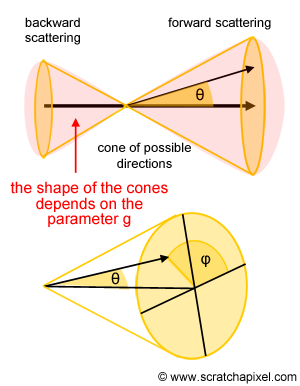 backward
scattering
forward scattering
θ
cone of possible
directions
the shape of the cones
depends on the
parameter g
θ
φ
© www.scratchapixel.com